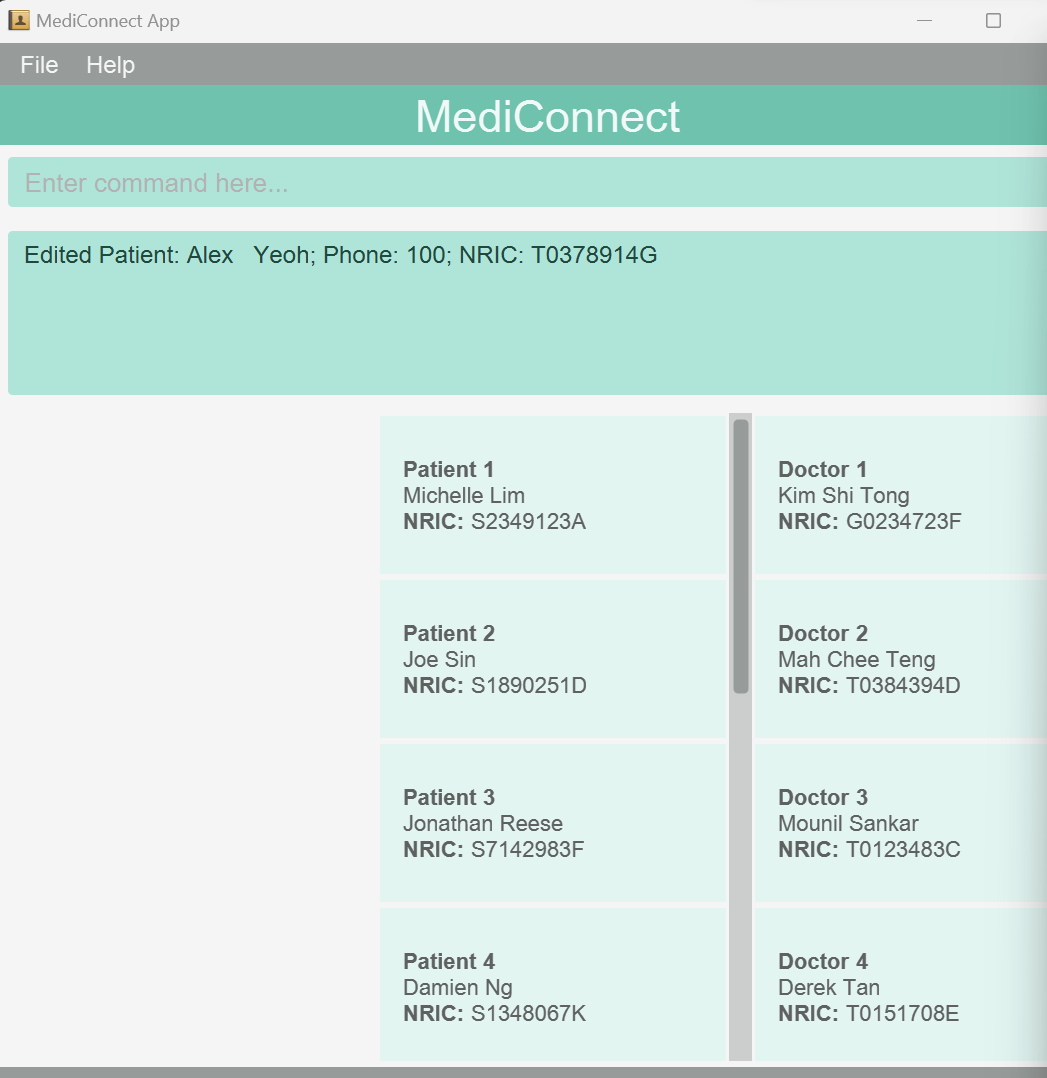 MediConnect App
File Help
MediConnect
Enter command here...
Edited Patient: Alex   Yeoh; Phone: 100; NRIC: T0378914G
Patient 1
Michelle Lim
NRIC: S2349123A
Patient 2
Joe Sin
NRIC: S1890251D
Patient 3
Jonathan Reese
NRIC: S7142983F
Patient 4
Damien Ng
NRIC: S1348067K
Doctor 1
Kim Shi Tong
NRIC: G0234723F
Doctor 2
Mah Chee Teng
NRIC: T0384394D
Doctor 3
Mounil Sankar
NRIC: T0123483C
Doctor 4
Derek Tan
NRIC: T0151708E